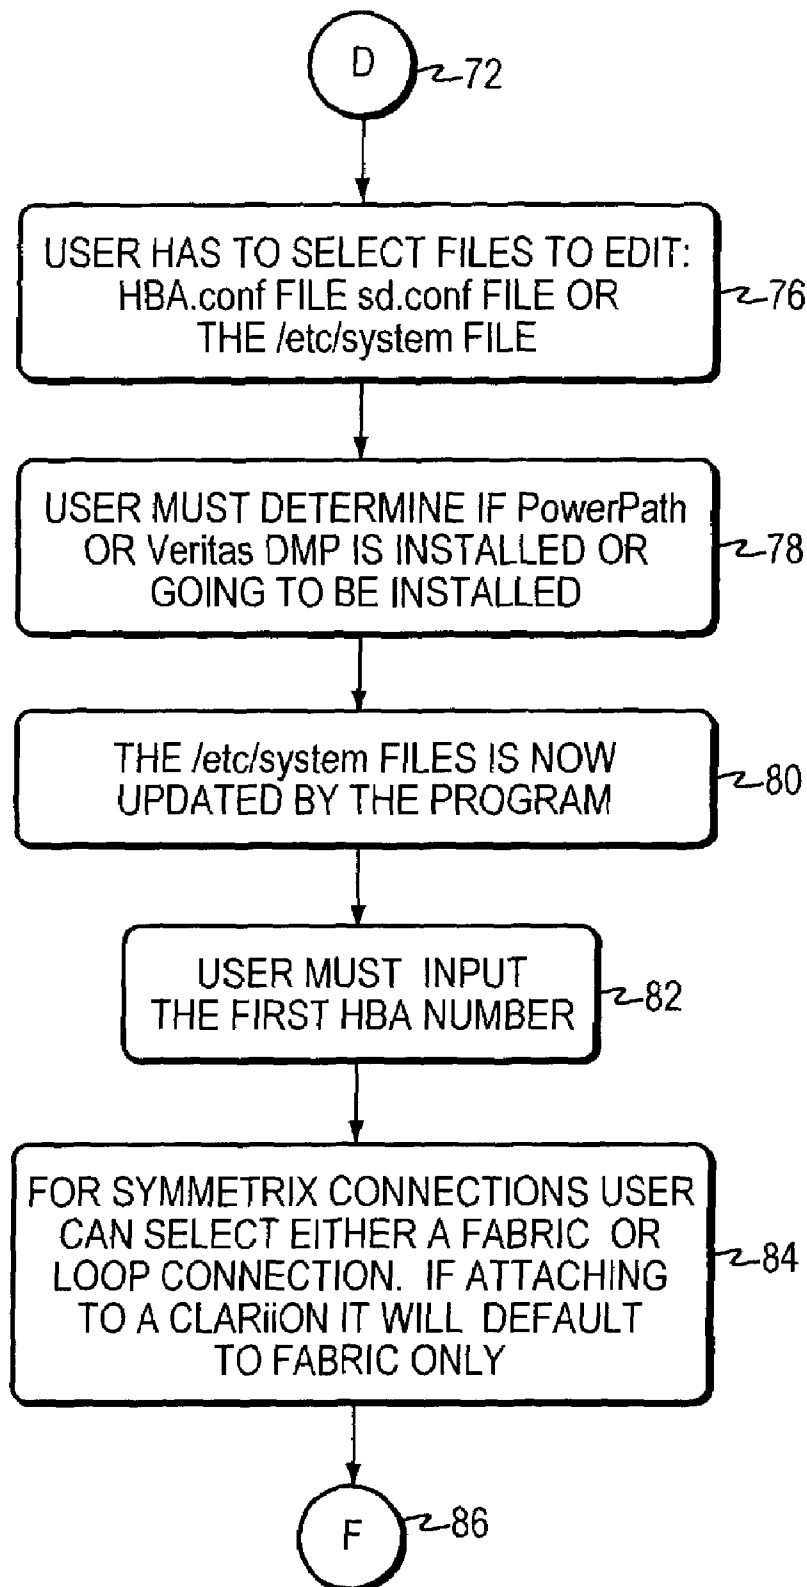 D
72
USER HAS TO SELECT FILES TO EDIT:
HBA.conf FILE sd.conf FILE OR
THE /etc/system FILE
76
USER MUST DETERMINE IF PowerPath
OR Veritas DMP IS INSTALLED OR
GOING TO BE INSTALLED
78
THE /etc/system FILES IS NOW
UPDATED BY THE PROGRAM
80
USER MUST INPUT
THE FIRST HBA NUMBER
82
FOR SYMMETRIX CONNECTIONS USER
CAN SELECT EITHER A FABRIC OR
LOOP CONNECTION. IF ATTACHING
TO A CLARiiON IT WILL DEFAULT
TO FABRIC ONLY
84
F
86